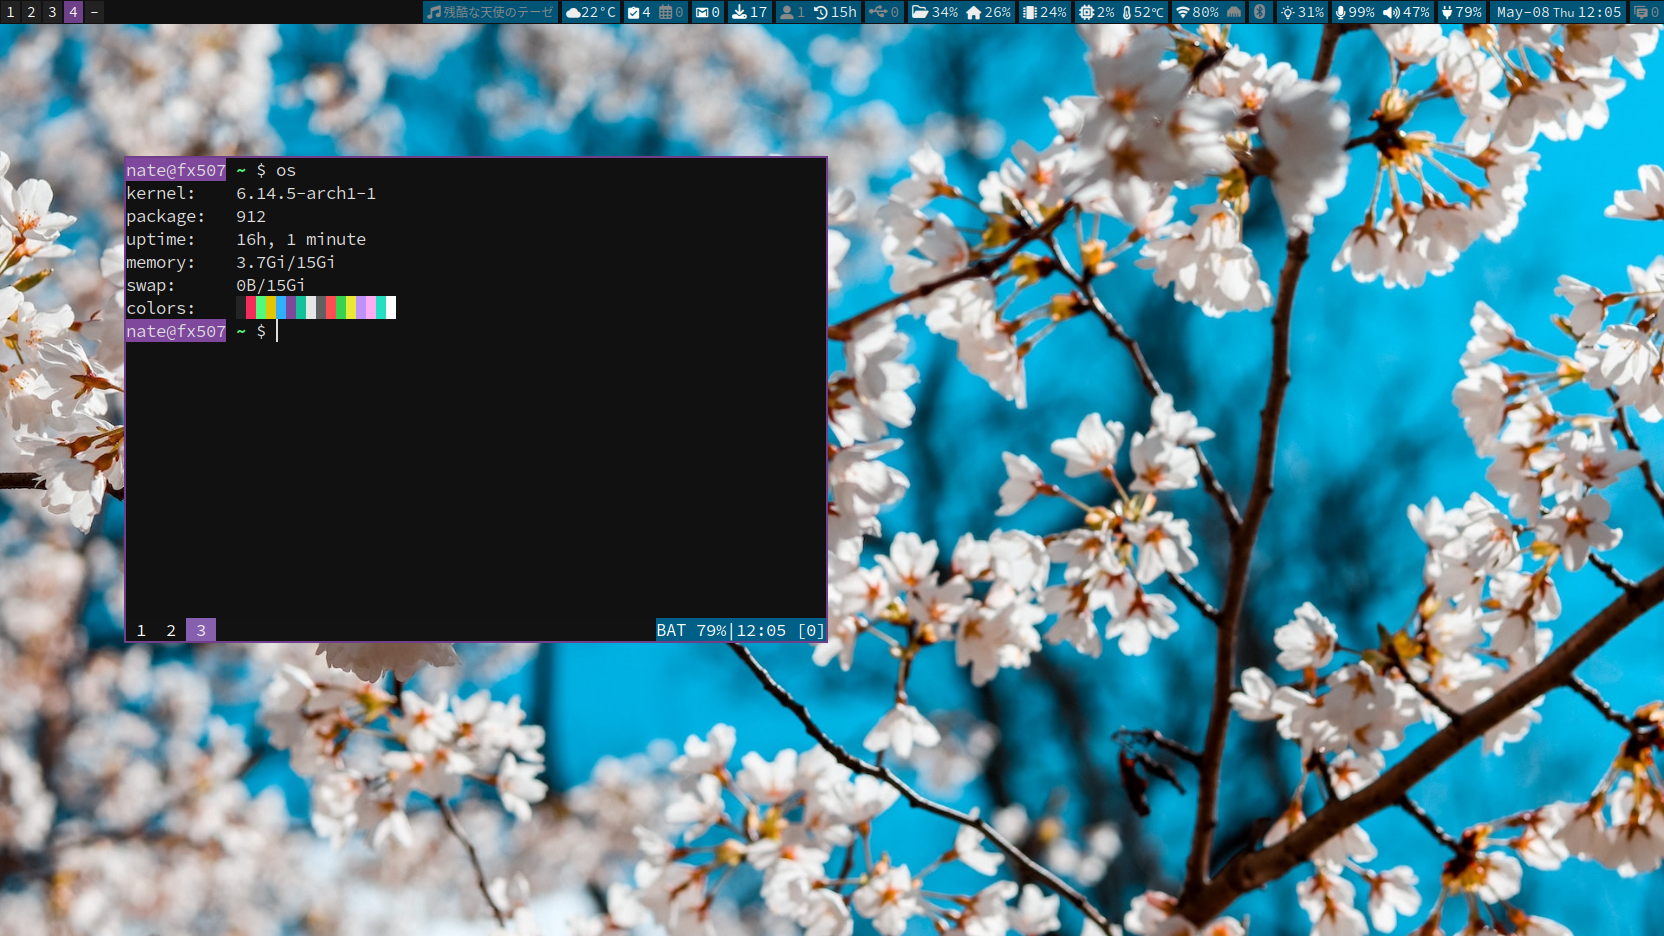 1 2 3 4 –
残酷な天使のテーゼ 22°C 4 0 0 17 1 15h 0 34% 26% 24% 2% 52℃ 80% 31% 99% 47% 79% May-08 Thu 12:05 0
nate@fx507 ~ $ os
kernel: 6.14.5-arch1-1
package: 912
uptime: 16h, 1 minute
memory: 3.7Gi/15Gi
swap: 0B/15Gi
colors:
nate@fx507 ~ $
1 2 3
BAT 79%|12:05 [0]